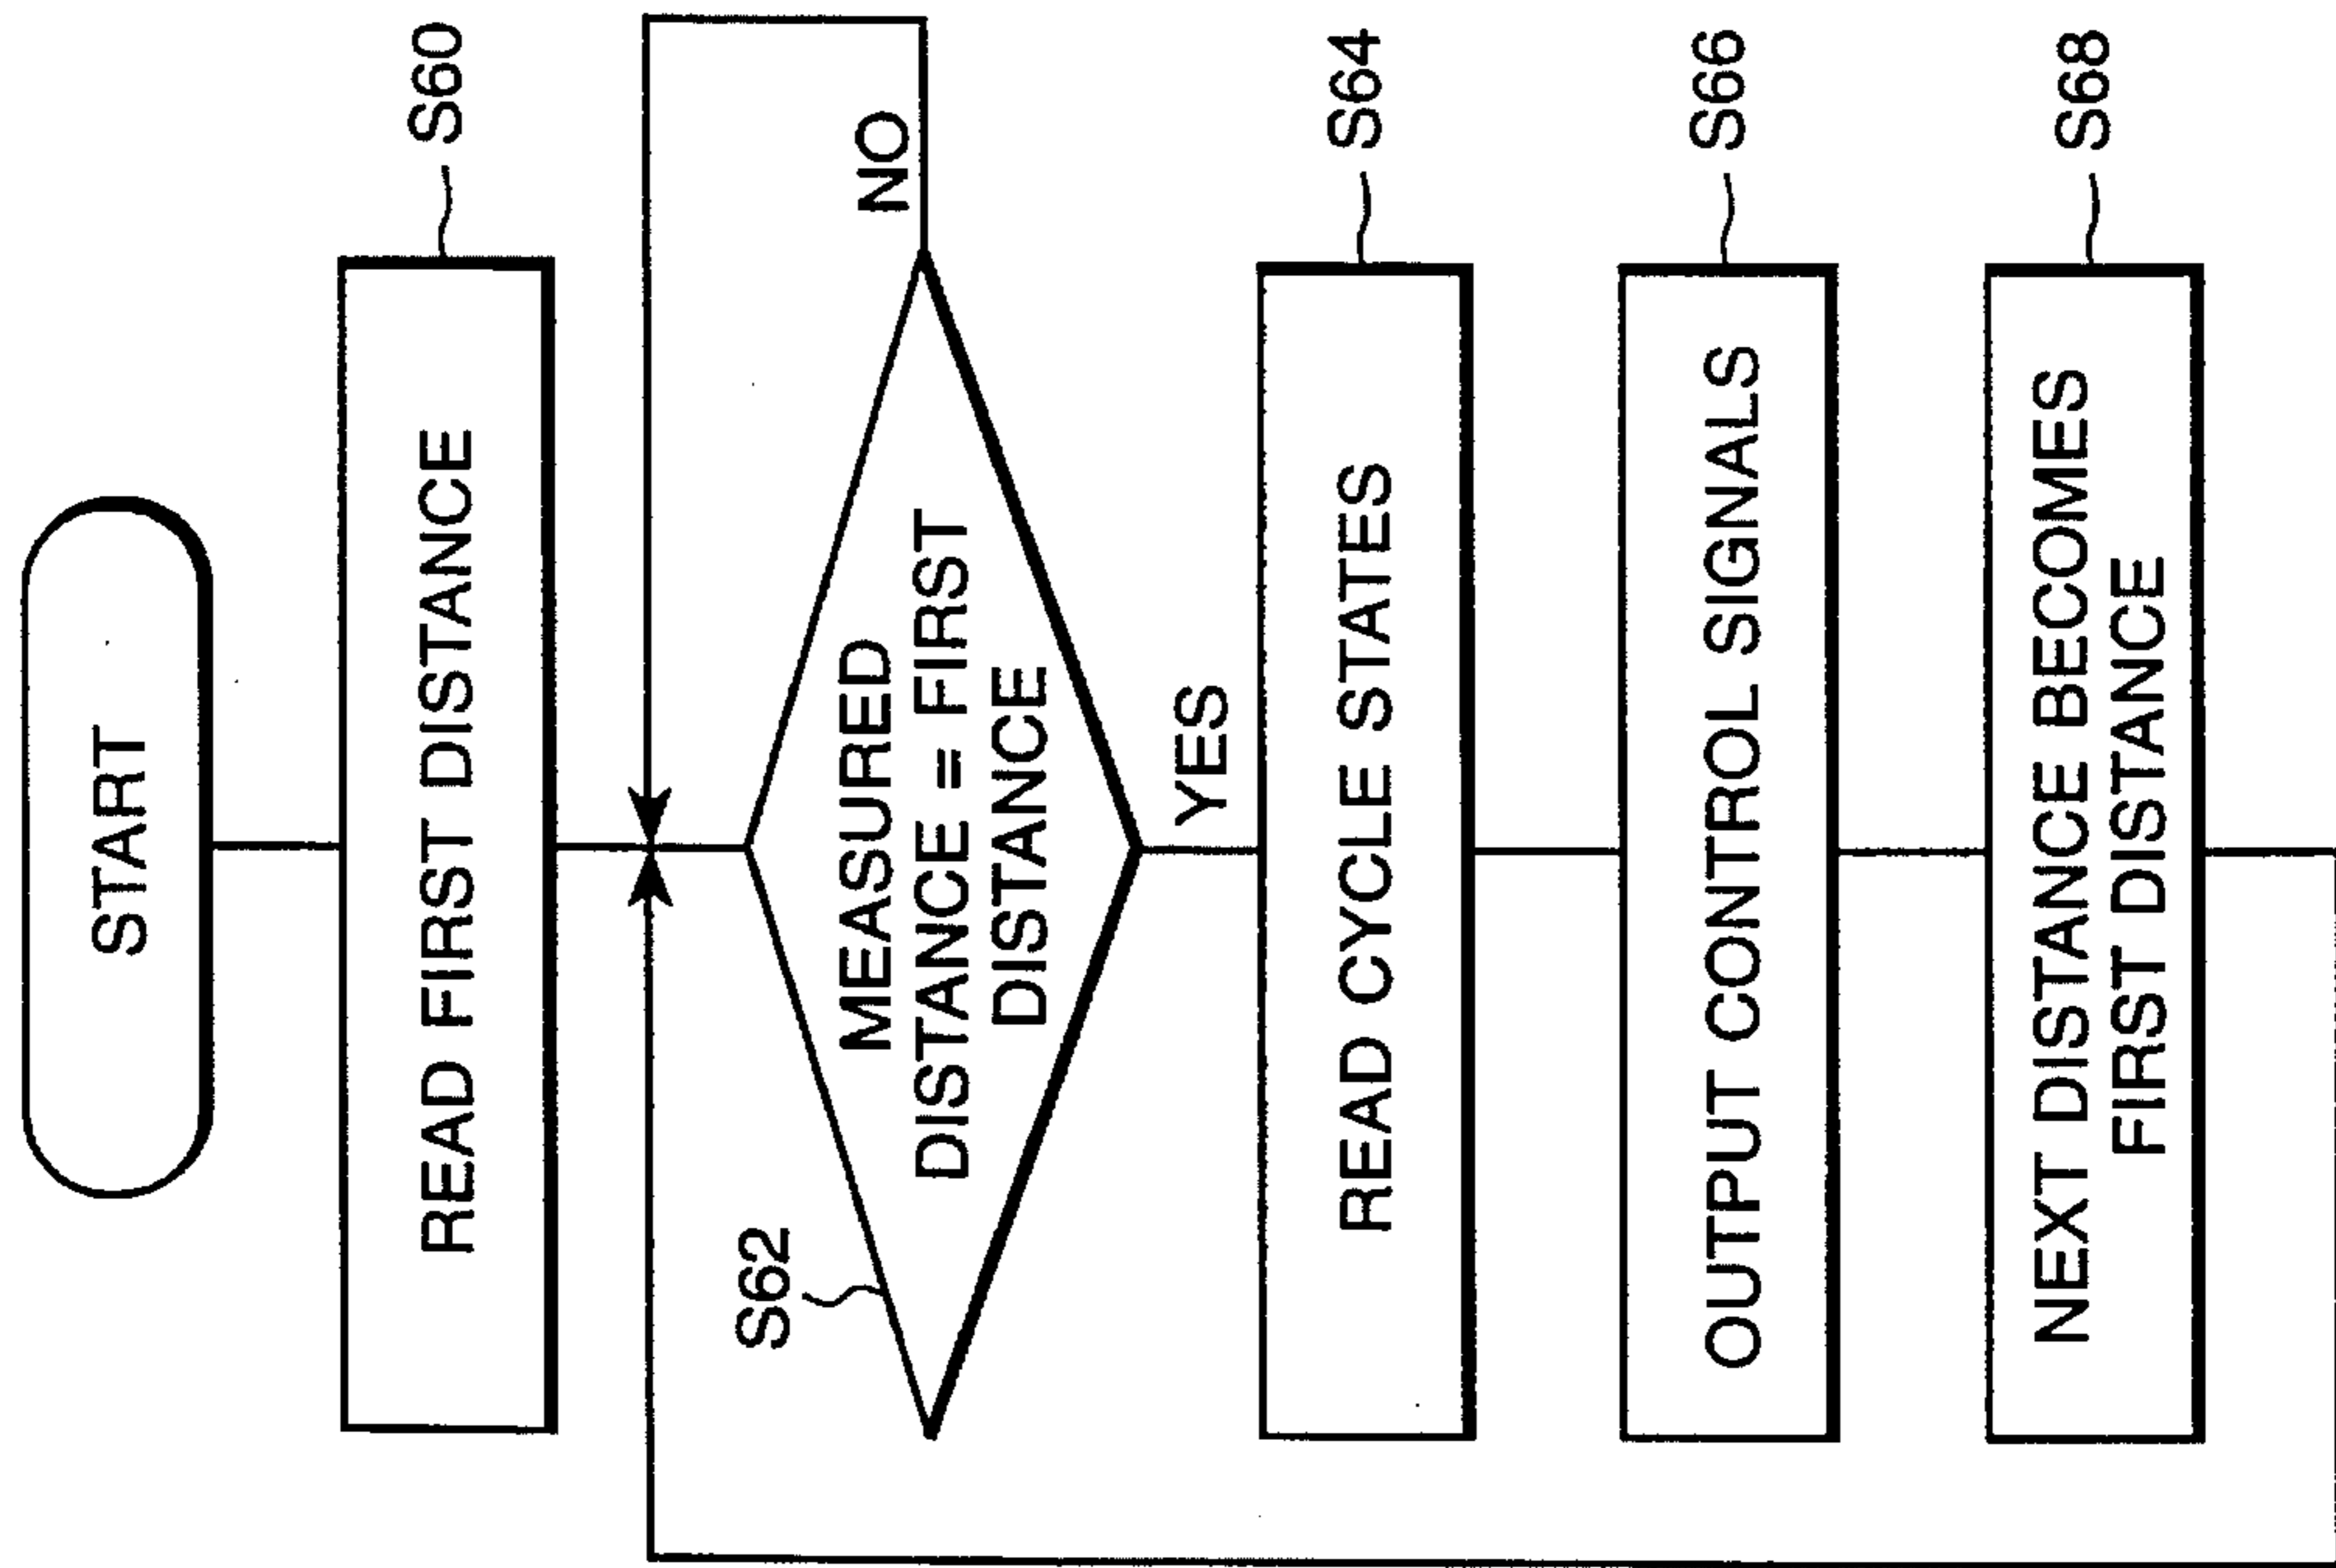 START
READ FIRST DISTANCE
S60
S62
MEASURED
DISTANCE = FIRST
DISTANCE
NO
YES
READ CYCLE STATES
S64
OUTPUT CONTROL SIGNALS
S66
NEXT DISTANCE BECOMES
FIRST DISTANCE
S68